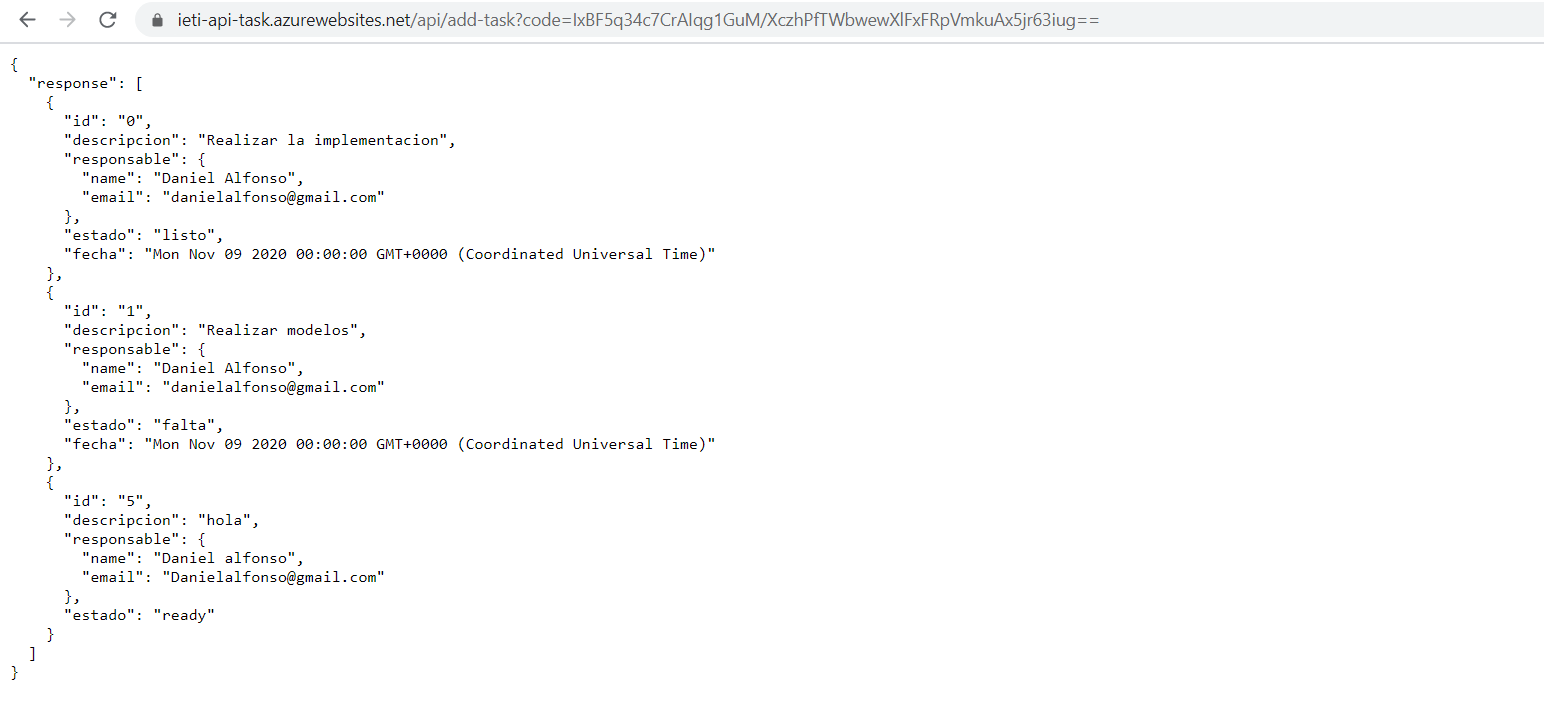 ieti-api-task.azurewebsites.net/api/add-task?code=IxBF5q34c7CrAIqg1GuM/XczhPfTWbwewXlFxFRpVmkuAx5jr63iug==
{
  "response": [
    {
      "id": "0",
      "descripcion": "Realizar la implementacion",
      "responsable": {
        "name": "Daniel Alfonso",
        "email": "danielalfonso@gmail.com"
      },
      "estado": "listo",
      "fecha": "Mon Nov 09 2020 00:00:00 GMT+0000 (Coordinated Universal Time)"
    },
    {
      "id": "1",
      "descripcion": "Realizar modelos",
      "responsable": {
        "name": "Daniel Alfonso",
        "email": "danielalfonso@gmail.com"
      },
      "estado": "falta",
      "fecha": "Mon Nov 09 2020 00:00:00 GMT+0000 (Coordinated Universal Time)"
    },
    {
      "id": "5",
      "descripcion": "hola",
      "responsable": {
        "name": "Daniel alfonso",
        "email": "Danielalfonso@gmail.com"
      },
      "estado": "ready"
    }
  ]
}